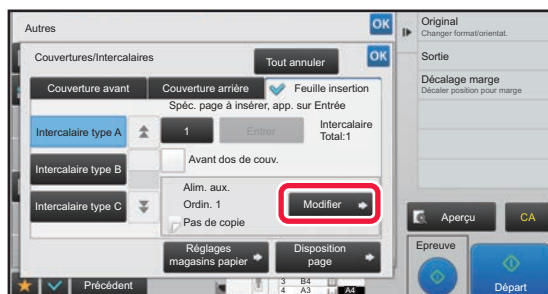 Autres
OK
Couvertures/Intercalaires
Tout annuler
OK
Couverture avant
Couverture arrière
Feuille insertion
Spéc. page à insérer, app. sur Entrée
Intercalaire type A
1
Entrer
Intercalaire
Total:1
Intercalaire type B
Avant dos de couv.
Intercalaire type C
Alim. aux.
Ordin. 1
Pas de copie
Modifier
Réglages
magasins papier
Disposition
page
Précédent
3 B4
4 A3
A4
Original
Changer format/orientat.
Sortie
Décalage marge
Décaler position pour marge
Aperçu
CA
Epreuve
Départ